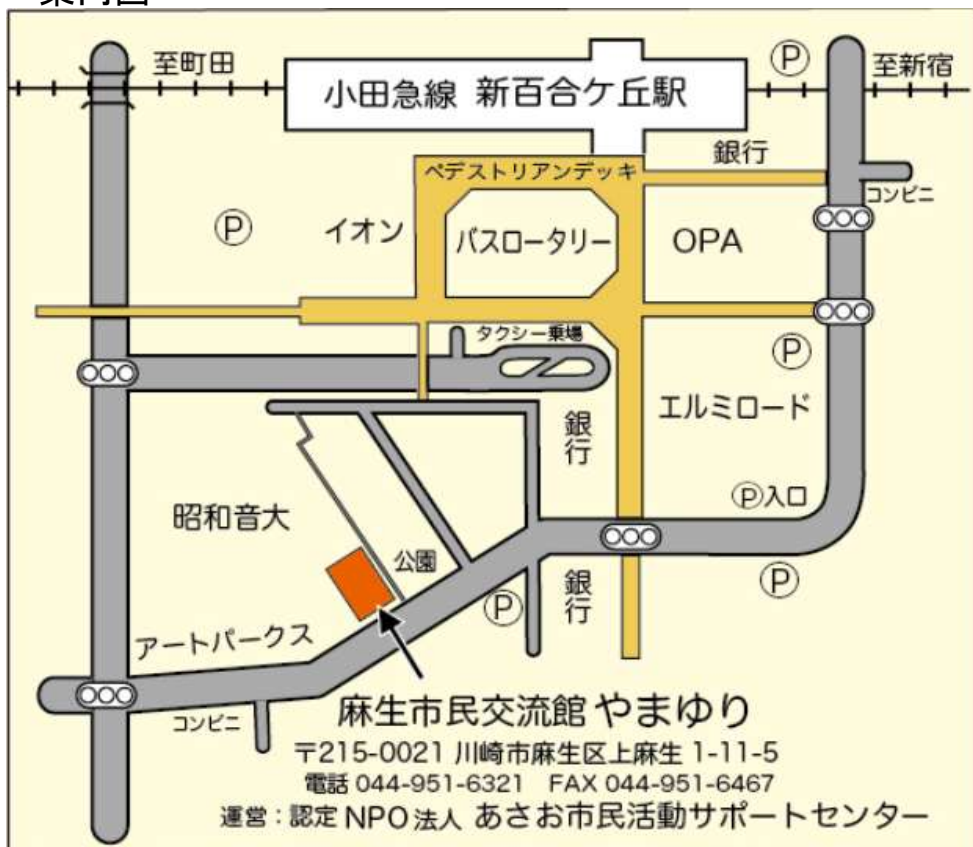 案内図
至町田
至新宿
小田急線 新百合ケ丘駅
Ⓟ
銀行
ペデストリアンデッキ
コンビニ
Ⓟ
イオン
バスロータリー
OPA
タクシー乗場
Ⓟ
エルミロード
銀行
Ⓟ入口
昭和音大
公園
Ⓟ
銀行
Ⓟ
アートパークス
コンビニ
麻生市民交流館 やまゆり
〒215-0021 川崎市麻生区上麻生 1-11-5
電話 044-951-6321 FAX 044-951-6467
運営：認定 NPO 法人 あさお市民活動サポートセンター